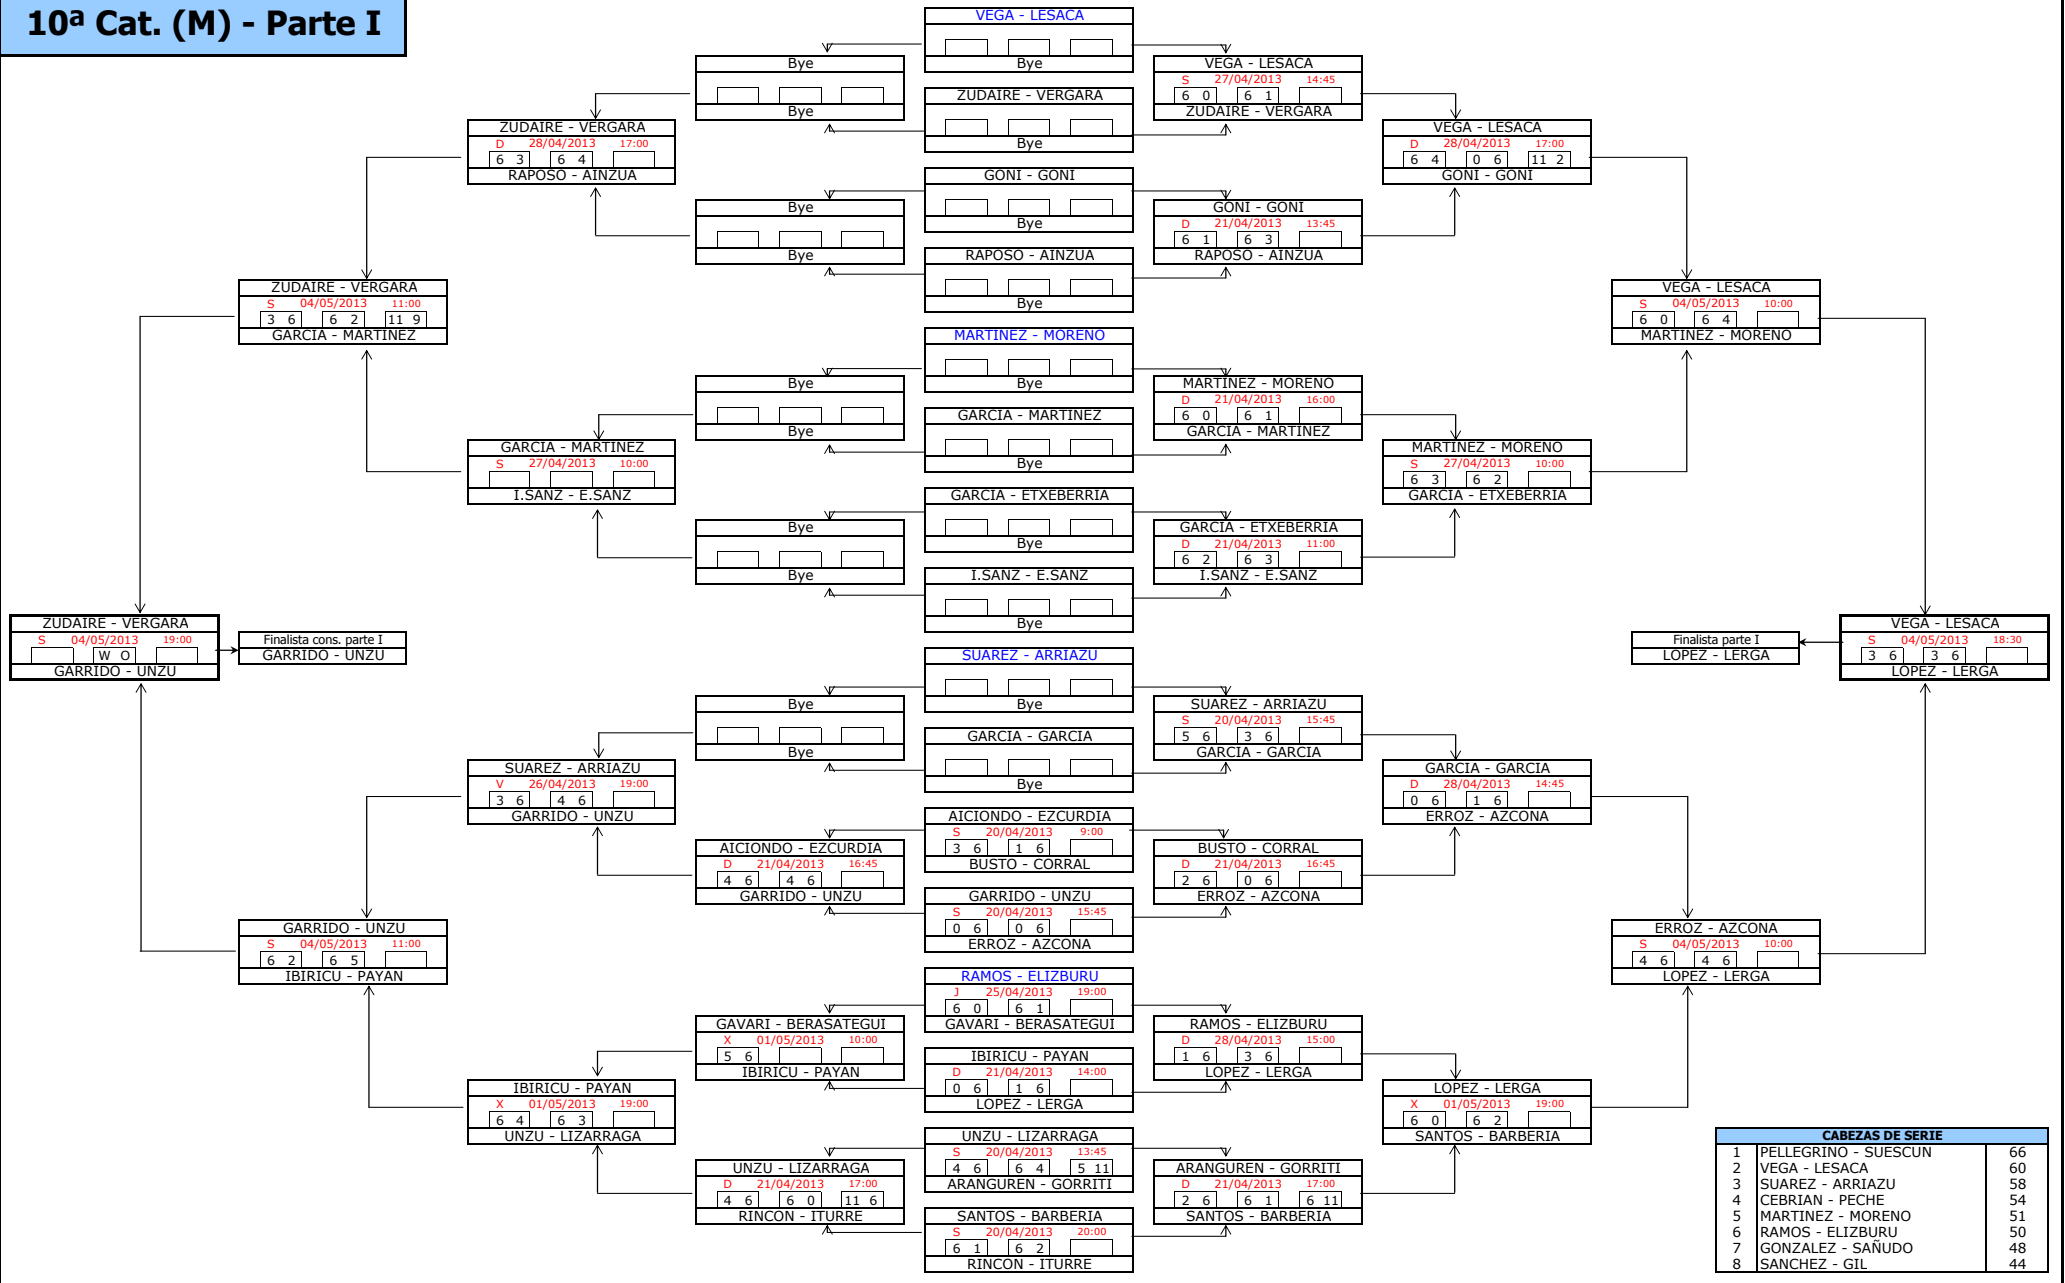 10ª Cat. (M) - Parte I
ZUDAIRE - VERGARA
S 04/05/2013 19:00
W O
GARRIDO - UNZU
Finalista cons. parte I
GARRIDO - UNZU
ZUDAIRE - VERGARA
S 04/05/2013 11:00
3 6 6 2 11 9
GARCIA - MARTINEZ
GARRIDO - UNZU
S 04/05/2013 11:00
6 2 6 5
IBIRICU - PAYAN
ZUDAIRE - VERGARA
D 28/04/2013 17:00
6 3 6 4
RAPOSO - AINZUA
GARCIA - MARTINEZ
S 27/04/2013 10:00
I.SANZ - E.SANZ
SUAREZ - ARRIAZU
V 26/04/2013 19:00
3 6 4 6
GARRIDO - UNZU
IBIRICU - PAYAN
X 01/05/2013 19:00
6 4 6 3
UNZU - LIZARRAGA
Bye
Bye
Bye
Bye
Bye
Bye
Bye
Bye
Bye
Bye
AICIONDO - EZCURDIA
D 21/04/2013 16:45
4 6 4 6
GARRIDO - UNZU
GAVARI - BERASATEGUI
X 01/05/2013 10:00
5 6
IBIRICU - PAYAN
UNZU - LIZARRAGA
D 21/04/2013 17:00
4 6 6 0 11 6
RINCON - ITURRE
VEGA - LESACA
Bye
ZUDAIRE - VERGARA
Bye
GONI - GONI
Bye
RAPOSO - AINZUA
Bye
MARTINEZ - MORENO
Bye
GARCIA - MARTINEZ
Bye
GARCIA - ETXEBERRIA
Bye
I.SANZ - E.SANZ
Bye
SUAREZ - ARRIAZU
Bye
GARCIA - GARCIA
Bye
AICIONDO - EZCURDIA
S 20/04/2013 9:00
3 6 1 6
BUSTO - CORRAL
GARRIDO - UNZU
S 20/04/2013 15:45
0 6 0 6
ERROZ - AZCONA
RAMOS - ELIZBURU
J 25/04/2013 19:00
6 0 6 1
GAVARI - BERASATEGUI
IBIRICU - PAYAN
D 21/04/2013 14:00
0 6 1 6
LOPEZ - LERGA
UNZU - LIZARRAGA
S 20/04/2013 13:45
4 6 6 4 5 11
ARANGUREN - GORRITI
SANTOS - BARBERIA
S 20/04/2013 20:00
6 1 6 2
RINCON - ITURRE
VEGA - LESACA
S 27/04/2013 14:45
6 0 6 1
ZUDAIRE - VERGARA
GONI - GONI
D 21/04/2013 13:45
6 1 6 3
RAPOSO - AINZUA
MARTINEZ - MORENO
D 21/04/2013 16:00
6 0 6 1
GARCIA - MARTINEZ
GARCIA - ETXEBERRIA
D 21/04/2013 11:00
6 2 6 3
I.SANZ - E.SANZ
SUAREZ - ARRIAZU
S 20/04/2013 15:45
5 6 3 6
GARCIA - GARCIA
BUSTO - CORRAL
D 21/04/2013 16:45
2 6 0 6
ERROZ - AZCONA
RAMOS - ELIZBURU
D 28/04/2013 15:00
1 6 3 6
LOPEZ - LERGA
ARANGUREN - GORRITI
D 21/04/2013 17:00
2 6 6 1 6 11
SANTOS - BARBERIA
VEGA - LESACA
D 28/04/2013 17:00
6 4 0 6 11 2
GONI - GONI
MARTINEZ - MORENO
S 27/04/2013 10:00
6 3 6 2
GARCIA - ETXEBERRIA
GARCIA - GARCIA
D 28/04/2013 14:45
0 6 1 6
ERROZ - AZCONA
LOPEZ - LERGA
X 01/05/2013 19:00
6 0 6 2
SANTOS - BARBERIA
VEGA - LESACA
S 04/05/2013 10:00
6 0 6 4
MARTINEZ - MORENO
ERROZ - AZCONA
S 04/05/2013 10:00
4 6 4 6
LOPEZ - LERGA
Finalista parte I
LOPEZ - LERGA
VEGA - LESACA
S 04/05/2013 18:30
3 6 3 6
LOPEZ - LERGA
CABEZAS DE SERIE
1 PELLEGRINO - SUESCUN 66
2 VEGA - LESACA 60
3 SUAREZ - ARRIAZU 58
4 CEBRIAN - PECHE 54
5 MARTINEZ - MORENO 51
6 RAMOS - ELIZBURU 50
7 GONZALEZ - SAÑUDO 48
8 SANCHEZ - GIL 44